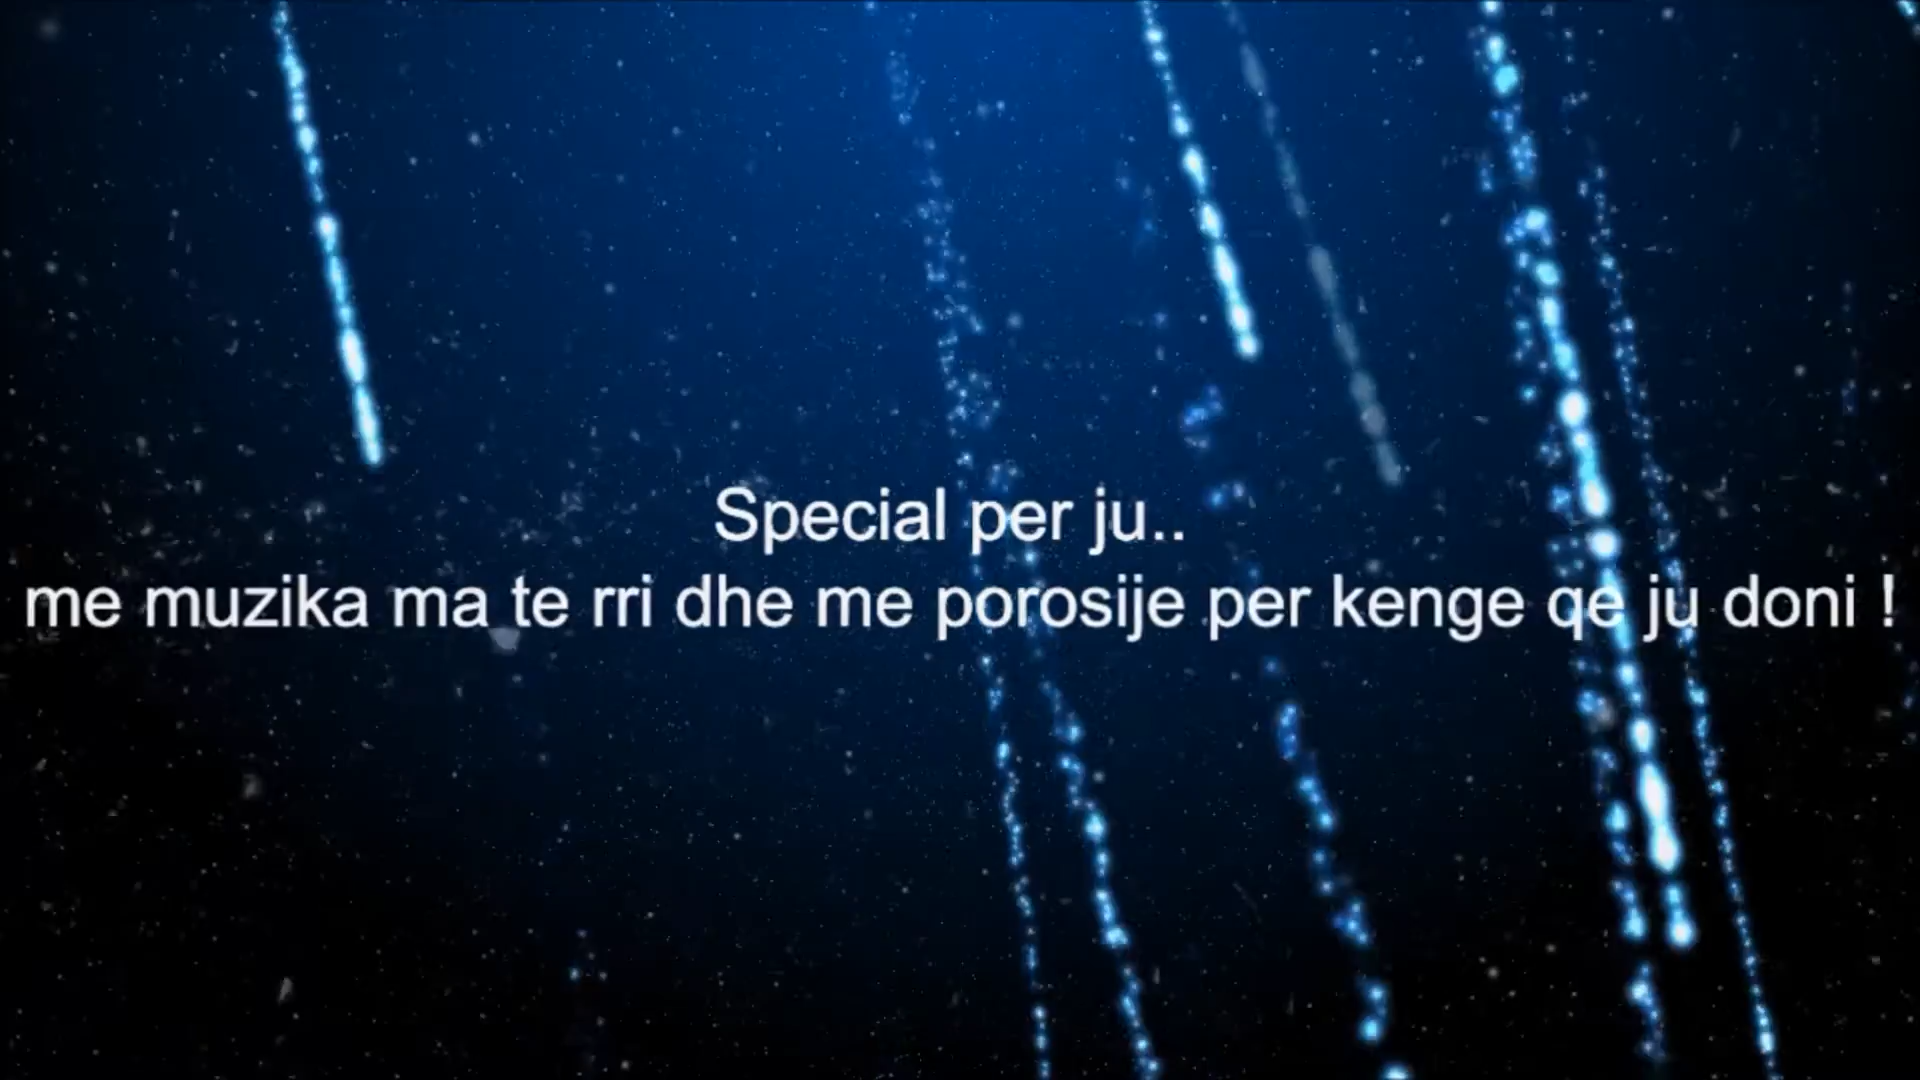 Special per ju..
me muzika ma te rri dhe me porosije per kenge qe ju doni !